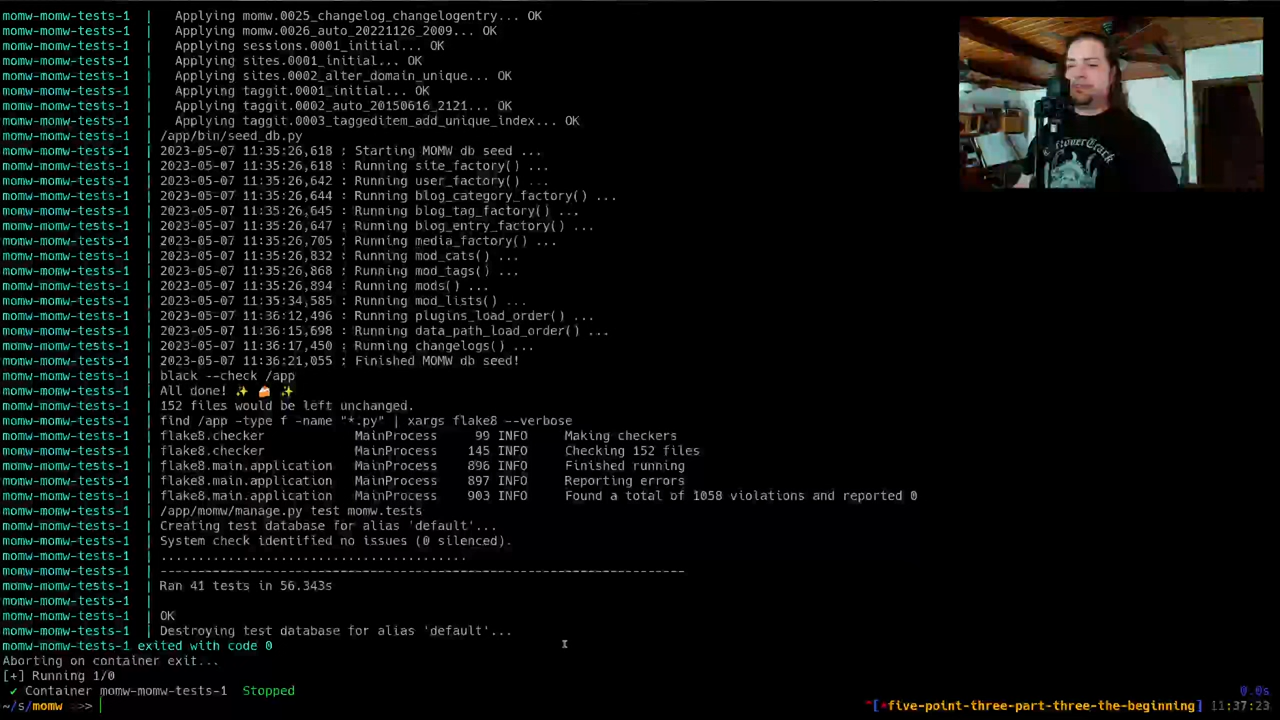 momw-momw-tests-1  |   Applying momw.0025_changelog_changelogentry... OK
momw-momw-tests-1  |   Applying momw.0026_auto_20221126_2009... OK
momw-momw-tests-1  |   Applying sessions.0001_initial... OK
momw-momw-tests-1  |   Applying sites.0001_initial... OK
momw-momw-tests-1  |   Applying sites.0002_alter_domain_unique... OK
momw-momw-tests-1  |   Applying taggit.0001_initial... OK
momw-momw-tests-1  |   Applying taggit.0002_auto_20150616_2121... OK
momw-momw-tests-1  |   Applying taggit.0003_taggeditem_add_unique_index... OK
momw-momw-tests-1  | /app/bin/seed_db.py
momw-momw-tests-1  | 2023-05-07 11:35:26,618 : Starting MOMW db seed ...
momw-momw-tests-1  | 2023-05-07 11:35:26,618 : Running site_factory() ...
momw-momw-tests-1  | 2023-05-07 11:35:26,642 : Running user_factory() ...
momw-momw-tests-1  | 2023-05-07 11:35:26,644 : Running blog_category_factory() ...
momw-momw-tests-1  | 2023-05-07 11:35:26,645 : Running blog_tag_factory() ...
momw-momw-tests-1  | 2023-05-07 11:35:26,647 : Running blog_entry_factory() ...
momw-momw-tests-1  | 2023-05-07 11:35:26,705 : Running media_factory() ...
momw-momw-tests-1  | 2023-05-07 11:35:26,832 : Running mod_cats() ...
momw-momw-tests-1  | 2023-05-07 11:35:26,868 : Running mod_tags() ...
momw-momw-tests-1  | 2023-05-07 11:35:26,894 : Running mods() ...
momw-momw-tests-1  | 2023-05-07 11:35:34,585 : Running mod_lists() ...
momw-momw-tests-1  | 2023-05-07 11:36:12,496 : Running plugins_load_order() ...
momw-momw-tests-1  | 2023-05-07 11:36:15,698 : Running data_path_load_order() ...
momw-momw-tests-1  | 2023-05-07 11:36:17,450 : Running changelogs() ...
momw-momw-tests-1  | 2023-05-07 11:36:21,055 : Finished MOMW db seed!
momw-momw-tests-1  | black --check /app
momw-momw-tests-1  | All done! ✨ 🍰 ✨
momw-momw-tests-1  | 152 files would be left unchanged.
momw-momw-tests-1  | find /app -type f -name "*.py" | xargs flake8 --verbose
momw-momw-tests-1  | flake8.checker            MainProcess     99 INFO     Making checkers
momw-momw-tests-1  | flake8.checker            MainProcess    145 INFO     Checking 152 files
momw-momw-tests-1  | flake8.main.application   MainProcess    896 INFO     Finished running
momw-momw-tests-1  | flake8.main.application   MainProcess    897 INFO     Reporting errors
momw-momw-tests-1  | flake8.main.application   MainProcess    903 INFO     Found a total of 1058 violations and reported 0
momw-momw-tests-1  | /app/momw/manage.py test momw.tests
momw-momw-tests-1  | Creating test database for alias 'default'...
momw-momw-tests-1  | System check identified no issues (0 silenced).
momw-momw-tests-1  | .........................................
momw-momw-tests-1  | ----------------------------------------------------------------------
momw-momw-tests-1  | Ran 41 tests in 56.343s
momw-momw-tests-1  |
momw-momw-tests-1  | OK
momw-momw-tests-1  | Destroying test database for alias 'default'...
momw-momw-tests-1 exited with code 0
Aborting on container exit...
[+] Running 1/0
✓ Container momw-momw-tests-1  Stopped 0.0s
~/s/momw >>> *[*five-point-three-part-three-the-beginning] 11:37:23